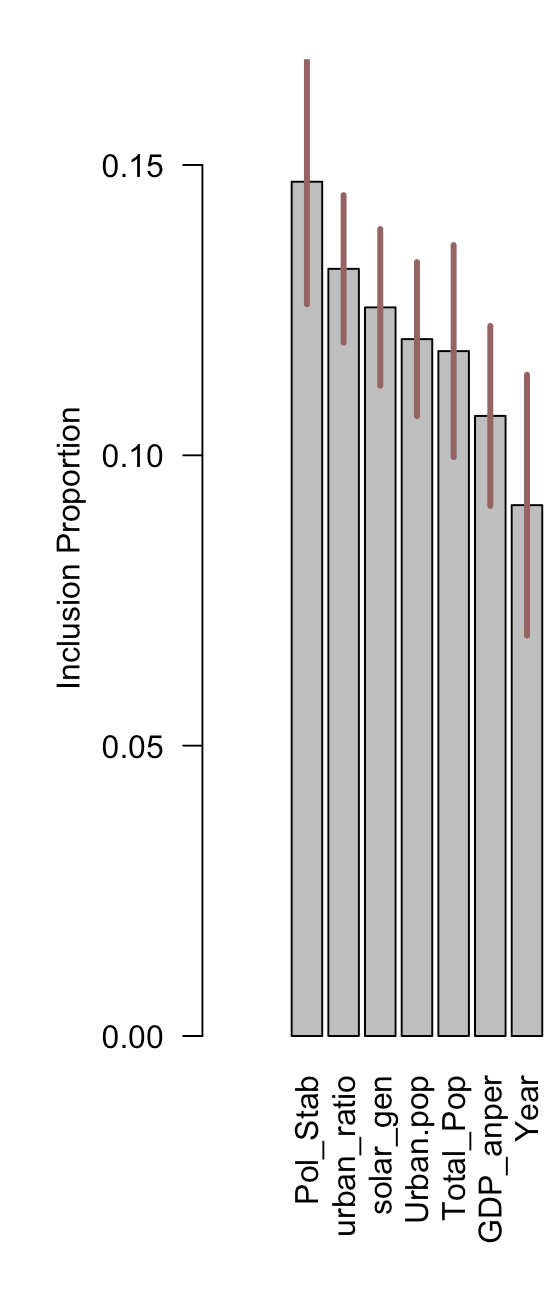 Inclusion Proportion
0.15
0.10
0.05
0.00
Pol_Stab
urban_ratio
solar_gen
Urban.pop
Total_Pop
GDP_anper
Year